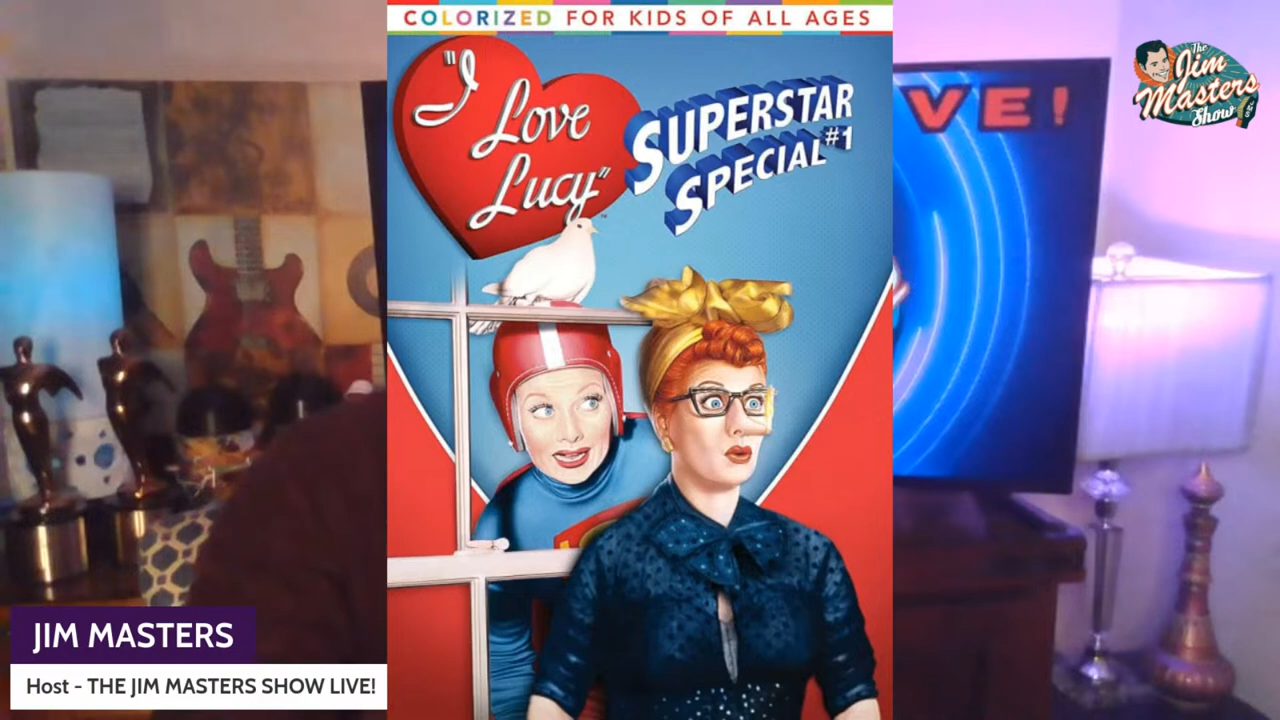 COLORIZED FOR KIDS OF ALL AGES
"I
Love
Lucy"
SUPERSTAR
SPECIAL #1
VE!
The
Jim
Masters
Show
JIM MASTERS
Host - THE JIM MASTERS SHOW LIVE!